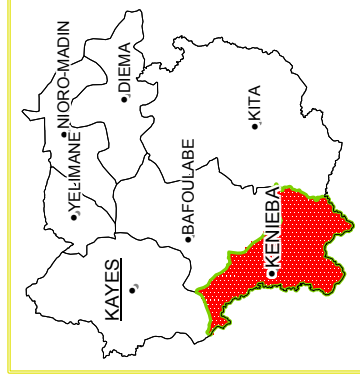 NIORO-MADIN
DIEMA
YELIMANE
KITA
BAFOULABE
KAYES
KENIEBA